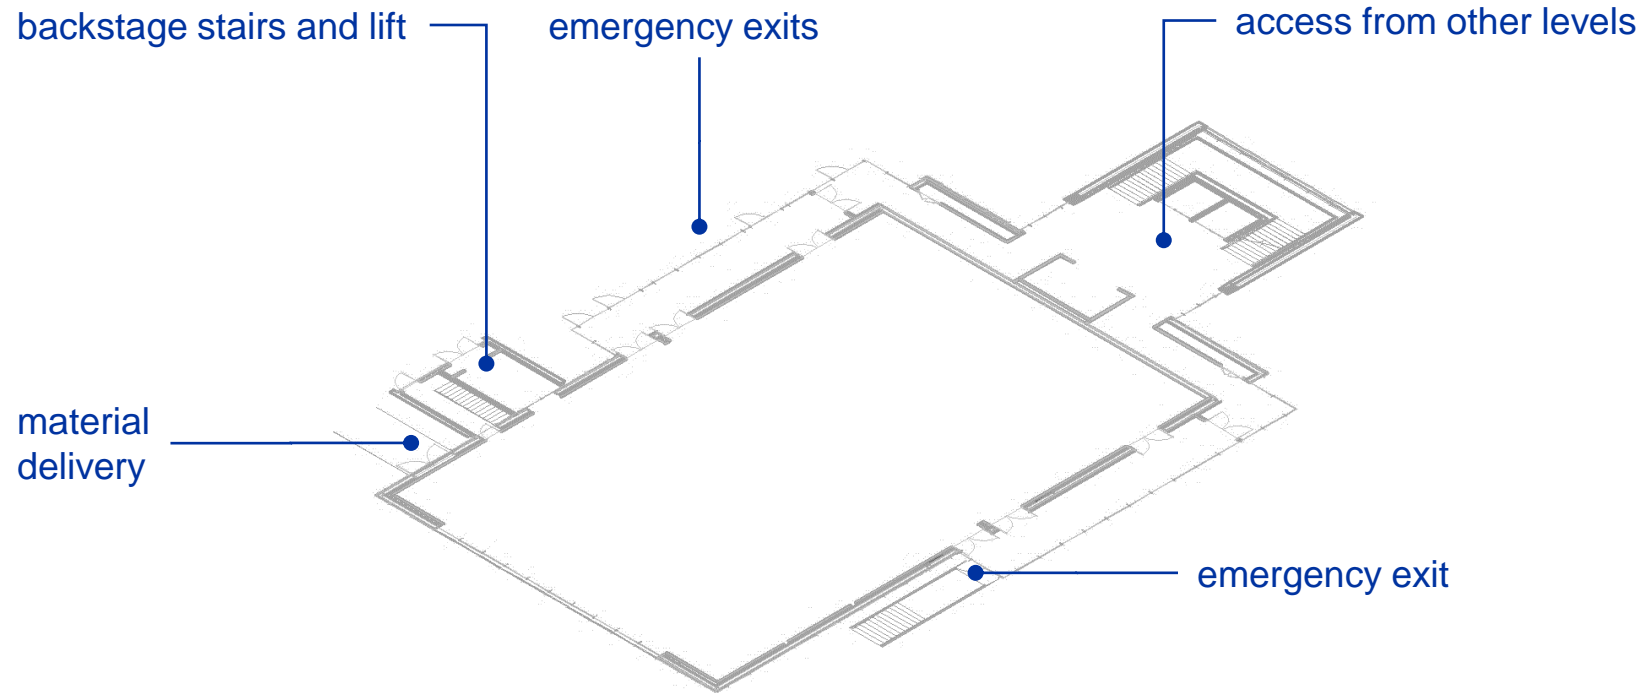 backstage stairs and lift
emergency exits
access from other levels
material
delivery
emergency exit